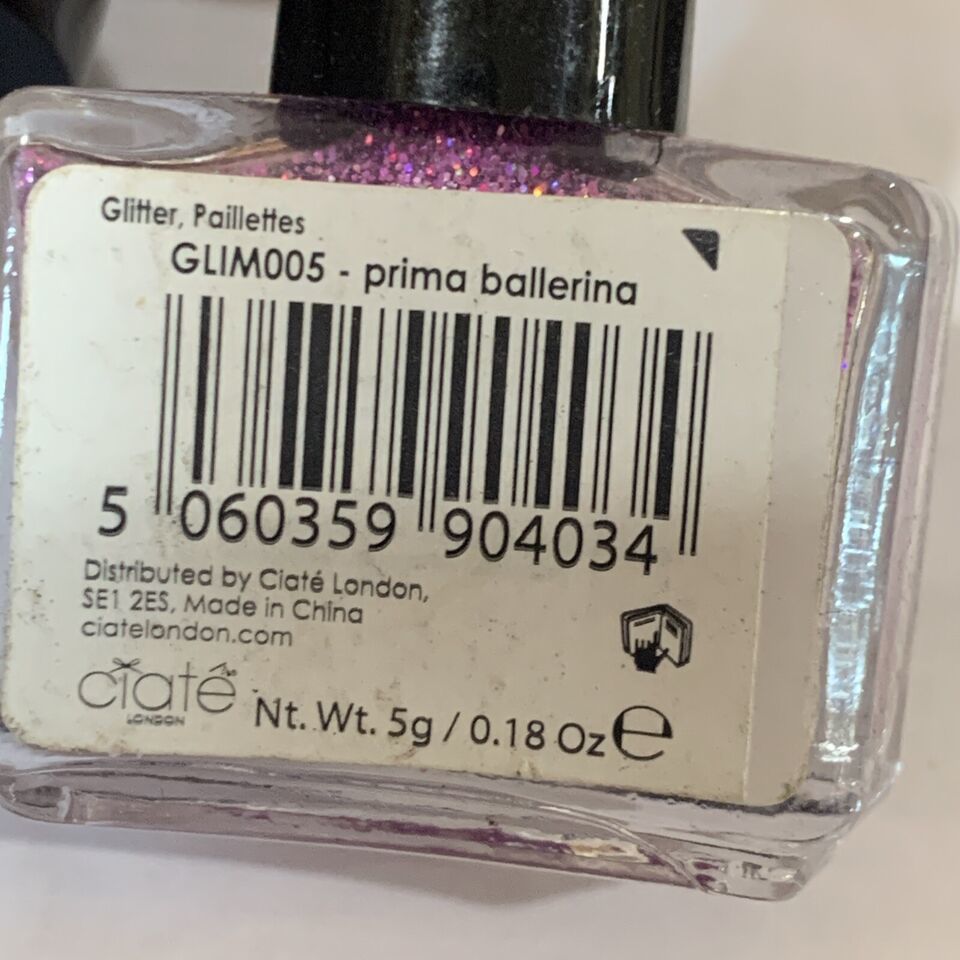 Glitter, Paillettes
GLIM005 - prima ballerina
5 060359 904034
Distributed by Ciaté London,
SE1 2ES, Made in China
ciatelondon.com
ciaté
LONDON
Nt. Wt. 5g / 0.18 Oz e